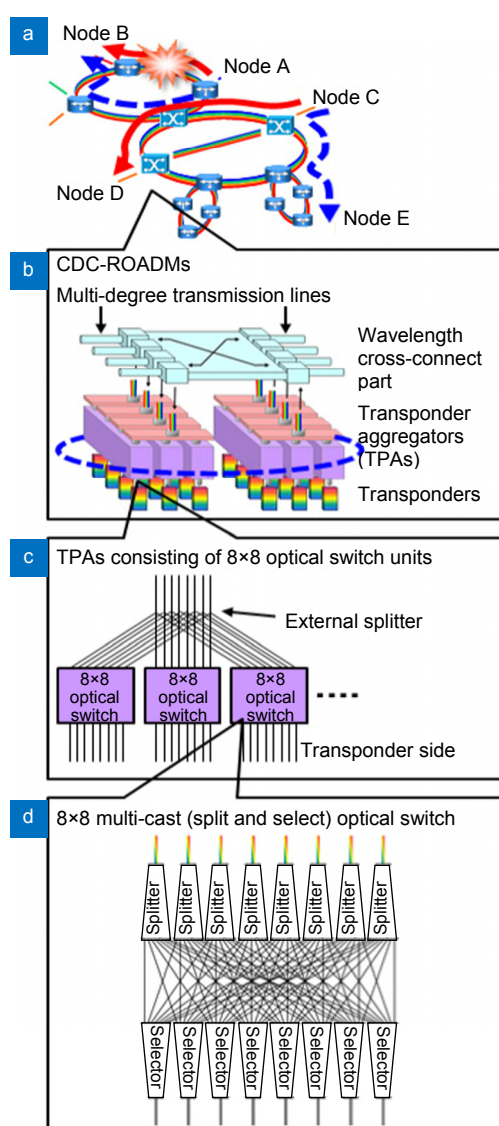 a
Node B
Node A
Node C
Node D
Node E
b
CDC-ROADMs
Multi-degree transmission lines
Wavelength
cross-connect
part
Transponder
aggregators
(TPAs)
Transponders
c
TPAs consisting of 8×8 optical switch units
External splitter
8×8
optical
switch
8×8
optical
switch
8×8
optical
switch
Transponder side
d
8×8 multi-cast (split and select) optical switch
Splitter
Splitter
Splitter
Splitter
Splitter
Splitter
Splitter
Splitter
Selector
Selector
Selector
Selector
Selector
Selector
Selector
Selector